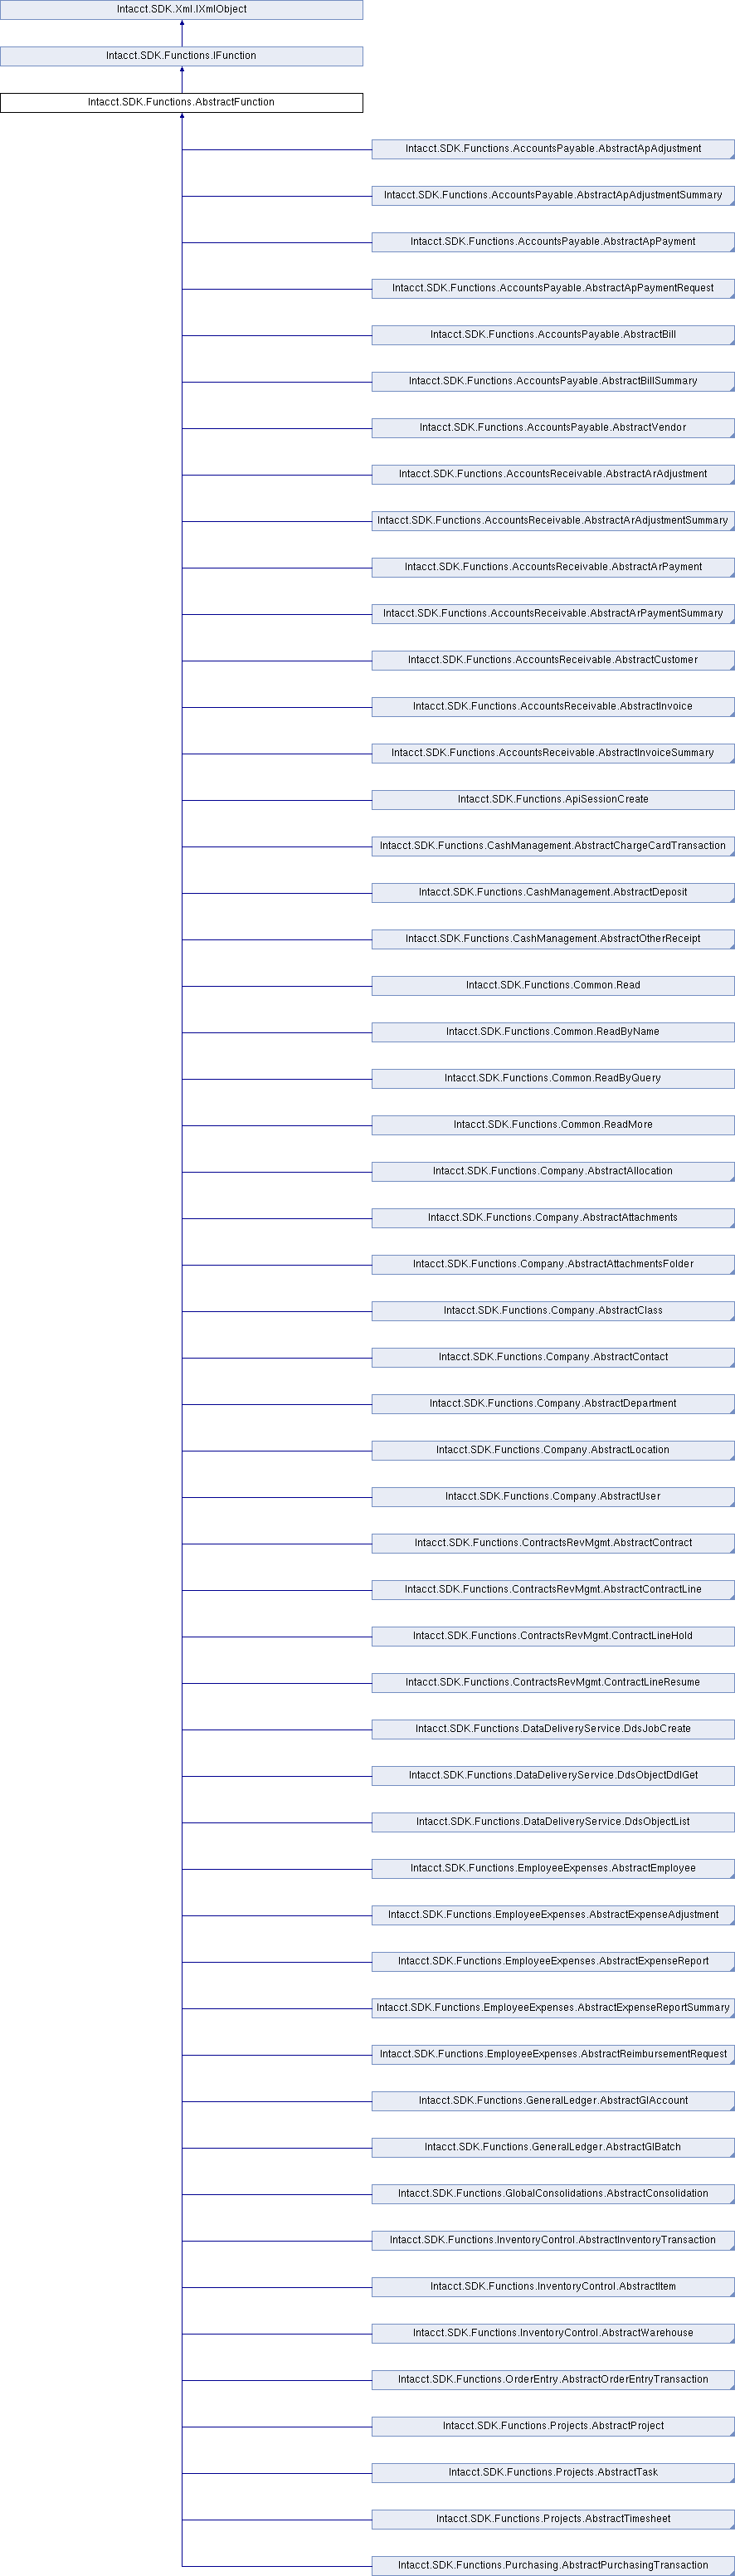 Intacct.SDK.Xml.IXmlObject
Intacct.SDK.Functions.IFunction
Intacct.SDK.Functions.AbstractFunction
Intacct.SDK.Functions.AccountsPayable.AbstractApAdjustment
Intacct.SDK.Functions.AccountsPayable.AbstractApAdjustmentSummary
Intacct.SDK.Functions.AccountsPayable.AbstractApPayment
Intacct.SDK.Functions.AccountsPayable.AbstractApPaymentRequest
Intacct.SDK.Functions.AccountsPayable.AbstractBill
Intacct.SDK.Functions.AccountsPayable.AbstractBillSummary
Intacct.SDK.Functions.AccountsPayable.AbstractVendor
Intacct.SDK.Functions.AccountsReceivable.AbstractArAdjustment
Intacct.SDK.Functions.AccountsReceivable.AbstractArAdjustmentSummary
Intacct.SDK.Functions.AccountsReceivable.AbstractArPayment
Intacct.SDK.Functions.AccountsReceivable.AbstractArPaymentSummary
Intacct.SDK.Functions.AccountsReceivable.AbstractCustomer
Intacct.SDK.Functions.AccountsReceivable.AbstractInvoice
Intacct.SDK.Functions.AccountsReceivable.AbstractInvoiceSummary
Intacct.SDK.Functions.ApiSessionCreate
Intacct.SDK.Functions.CashManagement.AbstractChargeCardTransaction
Intacct.SDK.Functions.CashManagement.AbstractDeposit
Intacct.SDK.Functions.CashManagement.AbstractOtherReceipt
Intacct.SDK.Functions.Common.Read
Intacct.SDK.Functions.Common.ReadByName
Intacct.SDK.Functions.Common.ReadByQuery
Intacct.SDK.Functions.Common.ReadMore
Intacct.SDK.Functions.Company.AbstractAllocation
Intacct.SDK.Functions.Company.AbstractAttachments
Intacct.SDK.Functions.Company.AbstractAttachmentsFolder
Intacct.SDK.Functions.Company.AbstractClass
Intacct.SDK.Functions.Company.AbstractContact
Intacct.SDK.Functions.Company.AbstractDepartment
Intacct.SDK.Functions.Company.AbstractLocation
Intacct.SDK.Functions.Company.AbstractUser
Intacct.SDK.Functions.ContractsRevMgmt.AbstractContract
Intacct.SDK.Functions.ContractsRevMgmt.AbstractContractLine
Intacct.SDK.Functions.ContractsRevMgmt.ContractLineHold
Intacct.SDK.Functions.ContractsRevMgmt.ContractLineResume
Intacct.SDK.Functions.DataDeliveryService.DdsJobCreate
Intacct.SDK.Functions.DataDeliveryService.DdsObjectDdlGet
Intacct.SDK.Functions.DataDeliveryService.DdsObjectList
Intacct.SDK.Functions.EmployeeExpenses.AbstractEmployee
Intacct.SDK.Functions.EmployeeExpenses.AbstractExpenseAdjustment
Intacct.SDK.Functions.EmployeeExpenses.AbstractExpenseReport
Intacct.SDK.Functions.EmployeeExpenses.AbstractExpenseReportSummary
Intacct.SDK.Functions.EmployeeExpenses.AbstractReimbursementRequest
Intacct.SDK.Functions.GeneralLedger.AbstractGlAccount
Intacct.SDK.Functions.GeneralLedger.AbstractGlBatch
Intacct.SDK.Functions.GlobalConsolidations.AbstractConsolidation
Intacct.SDK.Functions.InventoryControl.AbstractInventoryTransaction
Intacct.SDK.Functions.InventoryControl.AbstractItem
Intacct.SDK.Functions.InventoryControl.AbstractWarehouse
Intacct.SDK.Functions.OrderEntry.AbstractOrderEntryTransaction
Intacct.SDK.Functions.Projects.AbstractProject
Intacct.SDK.Functions.Projects.AbstractTask
Intacct.SDK.Functions.Projects.AbstractTimesheet
Intacct.SDK.Functions.Purchasing.AbstractPurchasingTransaction